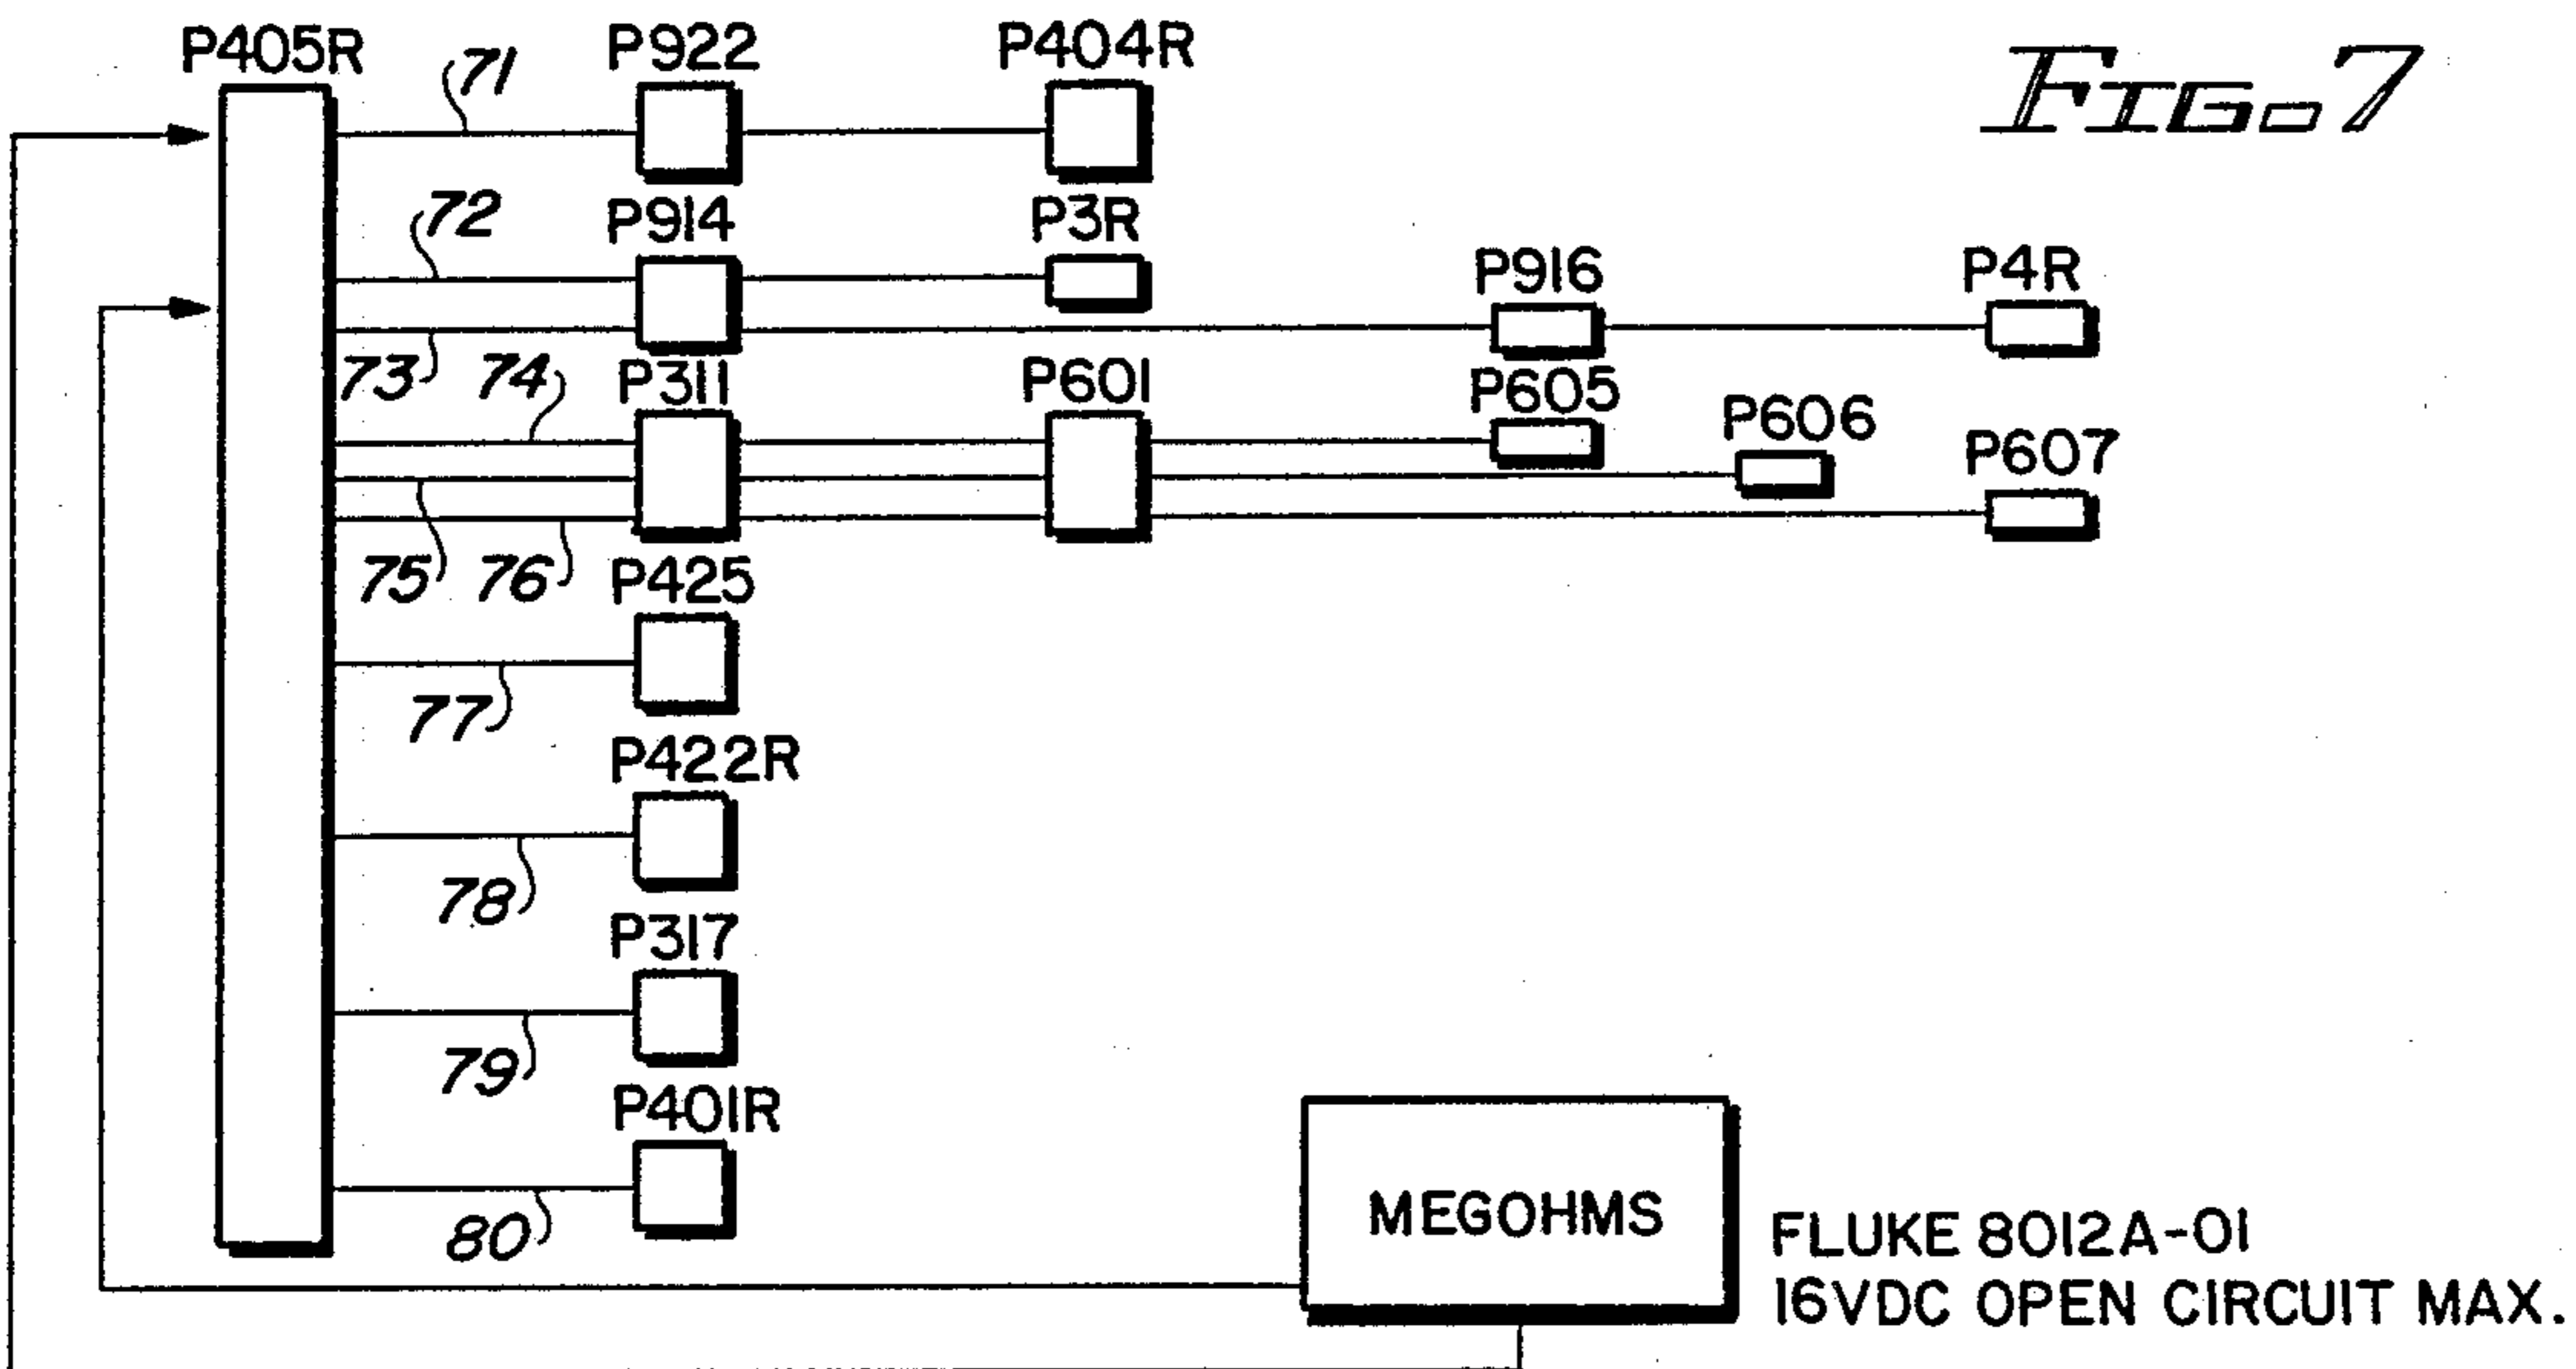 P405R
71
P922
P404R
FIG. 7
72
P914
P3R
P916
P4R
73
74
P311
P601
P605
P606
P607
75
76
P425
77
P422R
78
P317
79
P401R
80
MEGOHMS
FLUKE 8012A-01
16VDC OPEN CIRCUIT MAX.